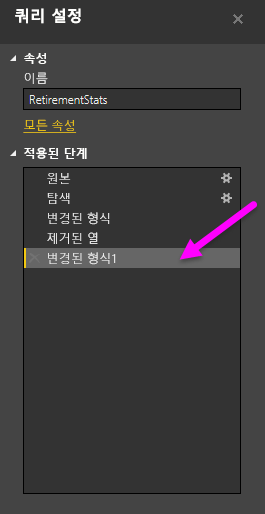 쿼리 설정
속성
이름
RetirementStats
모든 속성
적용된 단계
원본
탐색
변경된 형식
제거된 열
변경된 형식1